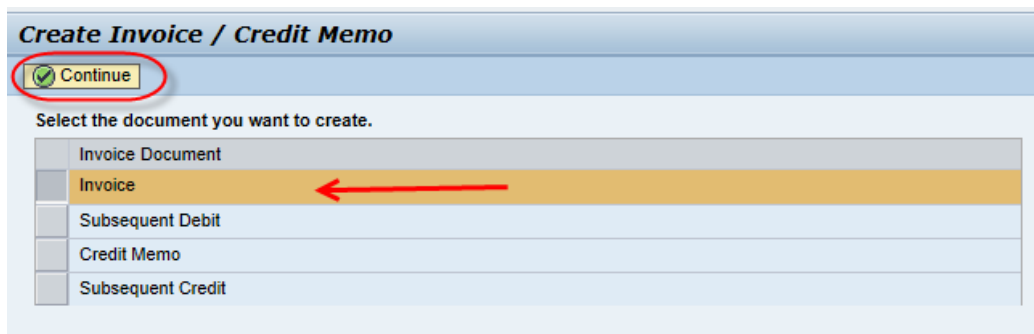 Create Invoice / Credit Memo
Continue
Select the document you want to create.
Invoice Document
Invoice
Subsequent Debit
Credit Memo
Subsequent Credit